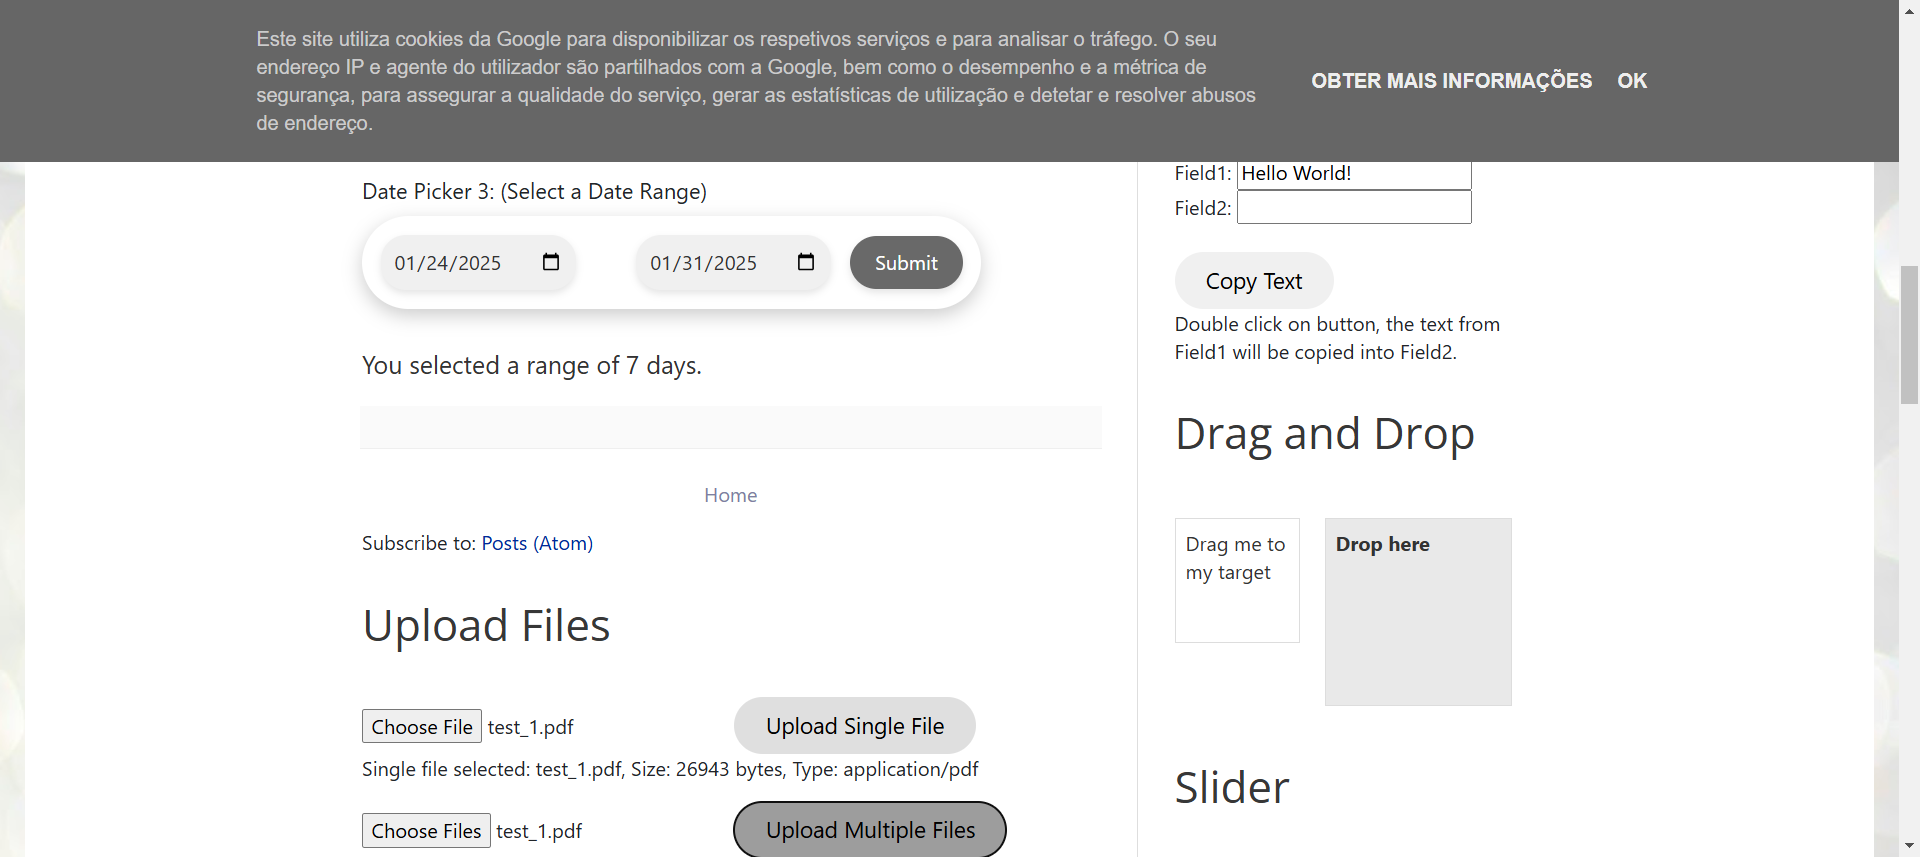 Este site utiliza cookies da Google para disponibilizar os respetivos serviços e para analisar o tráfego. O seu
endereço IP e agente do utilizador são partilhados com a Google, bem como o desempenho e a métrica de
segurança, para assegurar a qualidade do serviço, gerar as estatísticas de utilização e detetar e resolver abusos
de endereço.
OBTER MAIS INFORMAÇÕES OK
Date Picker 3: (Select a Date Range)
01/24/2025 01/31/2025 Submit
You selected a range of 7 days.
Home
Subscribe to: Posts (Atom)
Upload Files
Choose File test_1.pdf Upload Single File
Single file selected: test_1.pdf, Size: 26943 bytes, Type: application/pdf
Choose Files test_1.pdf Upload Multiple Files
Field1: Hello World!
Field2:
Copy Text
Double click on button, the text from
Field1 will be copied into Field2.
Drag and Drop
Drag me to
my target
Drop here
Slider